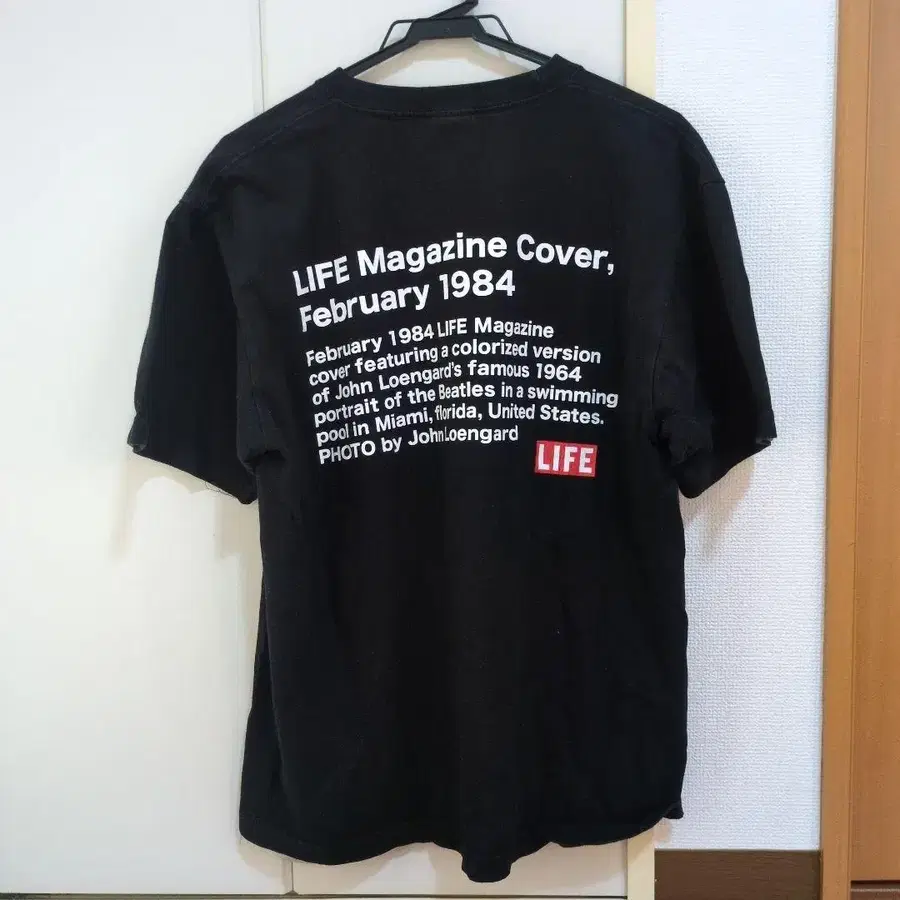 LIFE Magazine Cover,
February 1984
February 1984 LIFE Magazine
cover featuring a colorized version
of John Loengard's famous 1964
portrait of the Beatles in a swimming
pool in Miami, florida, United States.
PHOTO by John Loengard
LIFE